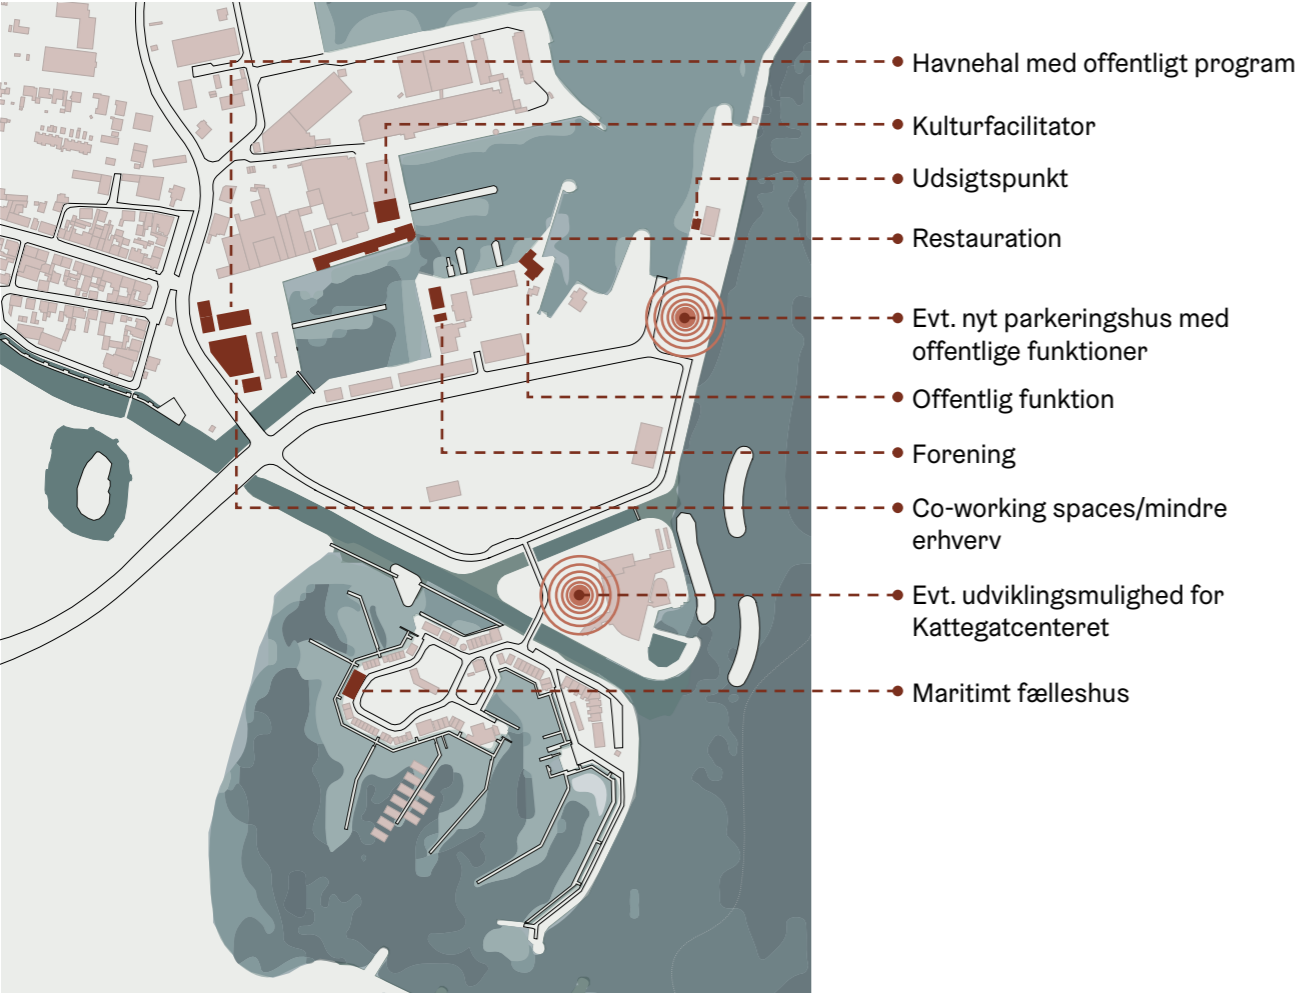 Havnehal med offentligt program
Kulturfacilitator
Udsigtspunkt
Restauration
Evt. nyt parkeringshus med
offentlige funktioner
Offentlig funktion
Forening
Co-working spaces/mindre
erhverv
Evt. udviklingsmulighed for
Kattegatcenteret
Maritimt fælleshus